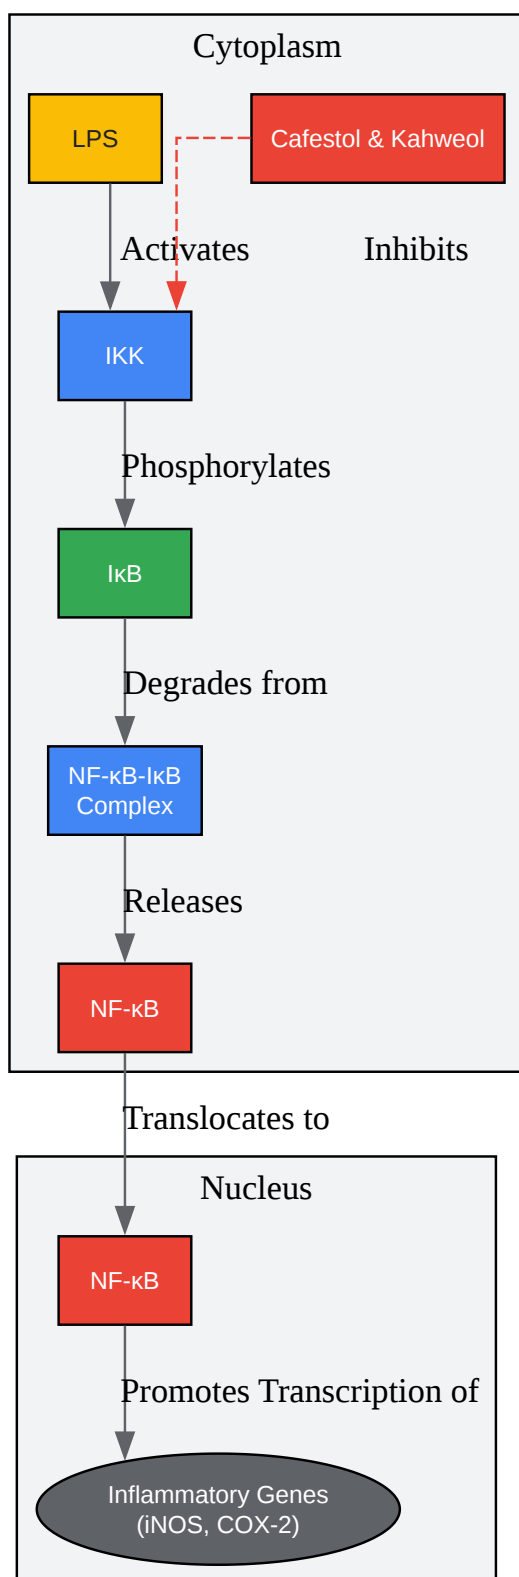 Cytoplasm
LPS
Cafestol & Kahweol
Activates
Inhibits
IKK
Phosphorylates
IκB
Degrades from
NF-κB-IκB
Complex
Releases
NF-κB
Translocates to
Nucleus
NF-κB
Promotes Transcription of
Inflammatory Genes
(iNOS, COX-2)